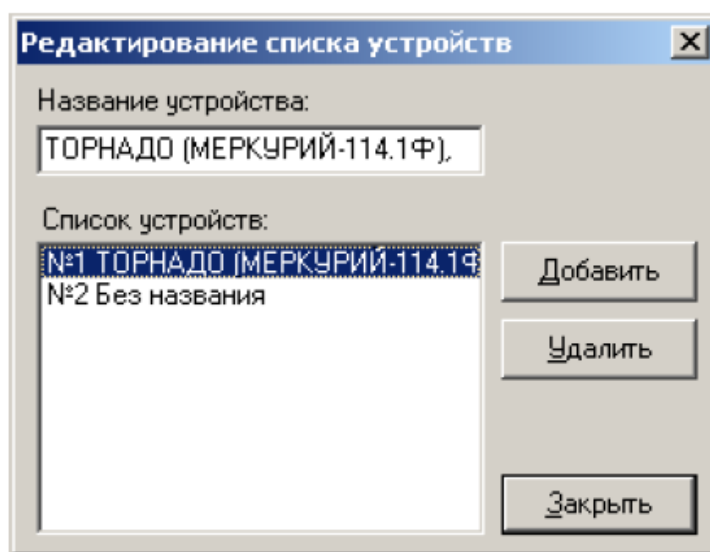 Редактирование списка устройств
Название устройства:
ТОРНАДО (МЕРКУРИЙ-114.1Ф),
Список устройств:
№1 ТОРНАДО (МЕРКУРИЙ-114.1Ф
№2 Без названия
Добавить
Удалить
Закрыть